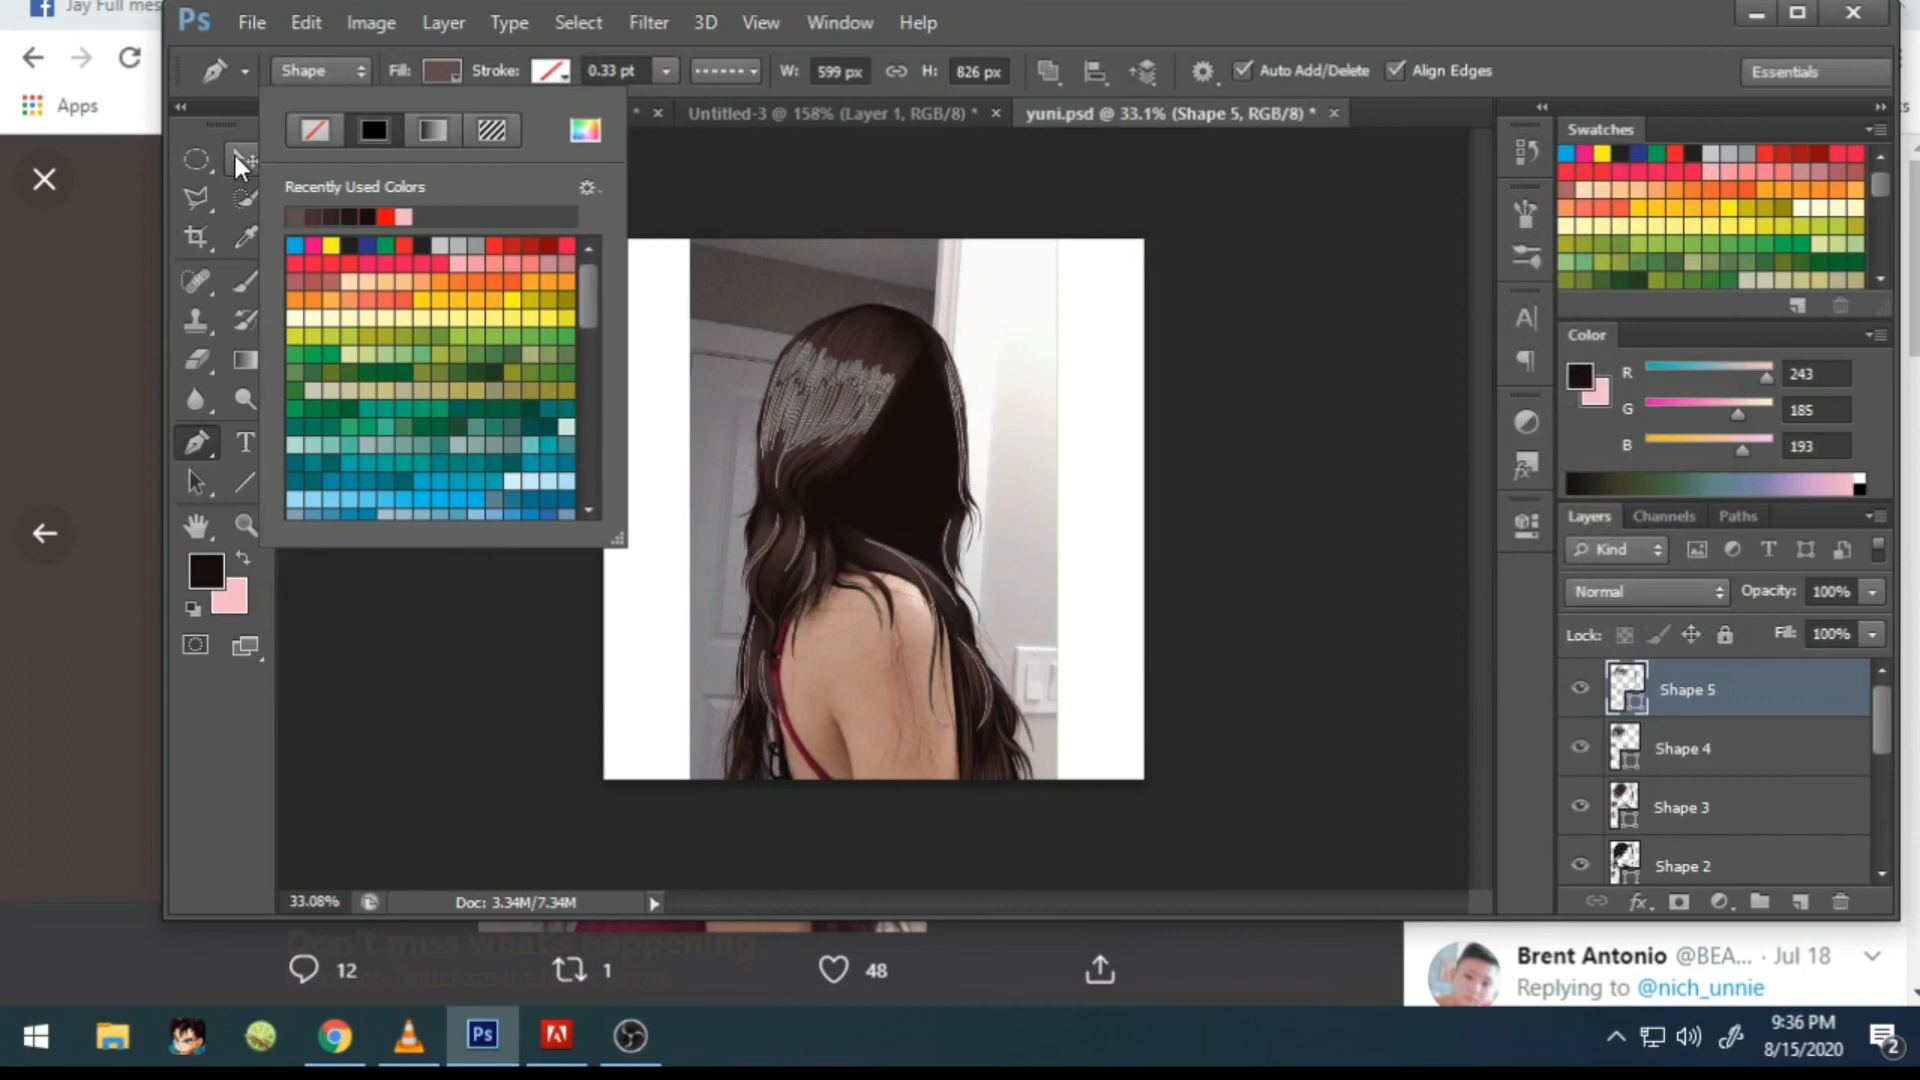 Jay Full mes
Apps
Ps
File Edit Image Layer Type Select Filter 3D View Window Help
Shape Fill: Stroke: 0.33 pt W: 599 px H: 826 px Auto Add/Delete Align Edges Essentials
* × Untitled-3 @ 158% (Layer 1, RGB/8) * × yuni.psd @ 33.1% (Shape 5, RGB/8) * ×
Recently Used Colors
Swatches
Color
R 243
G 185
B 193
Layers Channels Paths
Kind
Normal Opacity: 100%
Lock: Fill: 100%
Shape 5
Shape 4
Shape 3
Shape 2
33.08% Doc: 3.34M/7.34M
Don't miss what's happening
12 1 48
Brent Antonio @BEA... · Jul 18
Replying to @nich_unnie
9:36 PM
8/15/2020
2